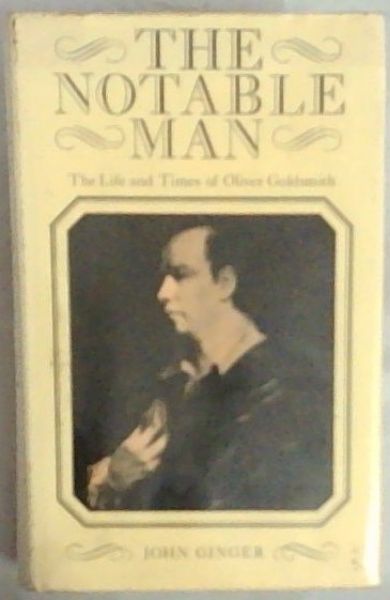 THE
NOTABLE
MAN
The Life and Times of Oliver Goldsmith
JOHN GINGER